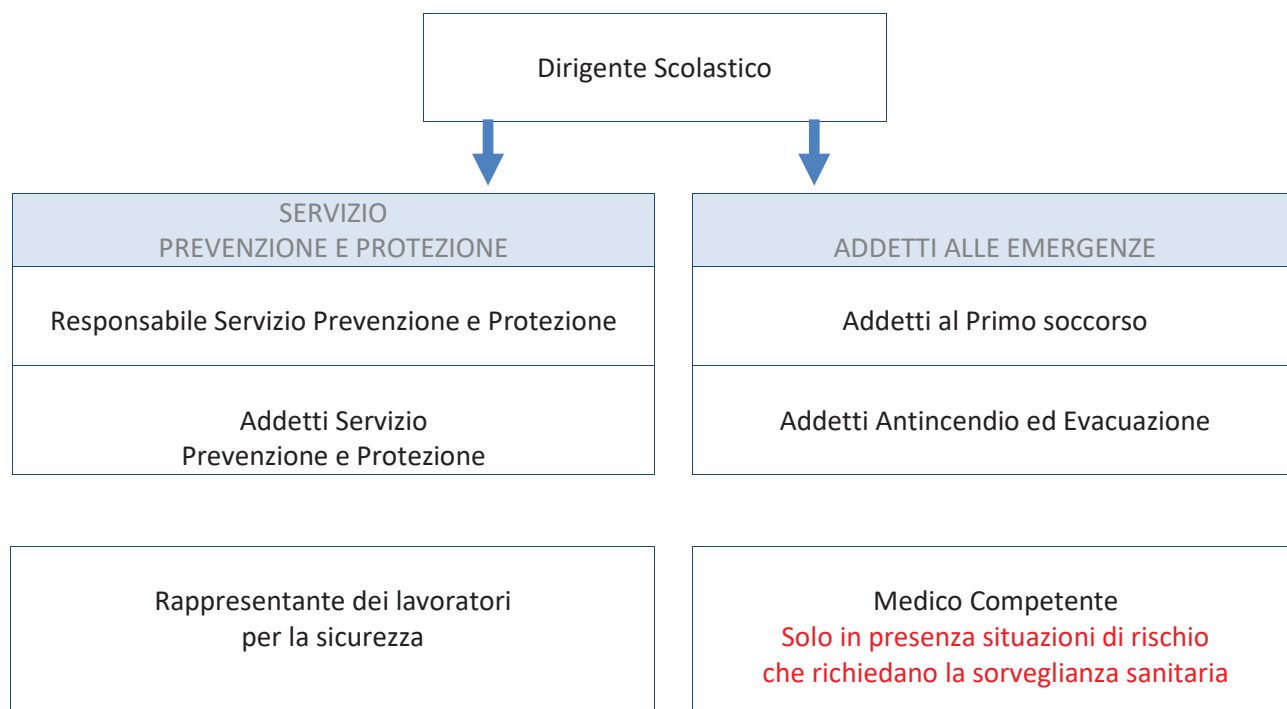 Dirigente Scolastico
SERVIZIO
PREVENZIONE E PROTEZIONE
Responsabile Servizio Prevenzione e Protezione
Addetti Servizio
Prevenzione e Protezione
ADDETTI ALLE EMERGENZE
Addetti al Primo soccorso
Addetti Antincendio ed Evacuazione
Rappresentante dei lavoratori
per la sicurezza
Medico Competente
Solo in presenza situazioni di rischio
che richiedano la sorveglianza sanitaria